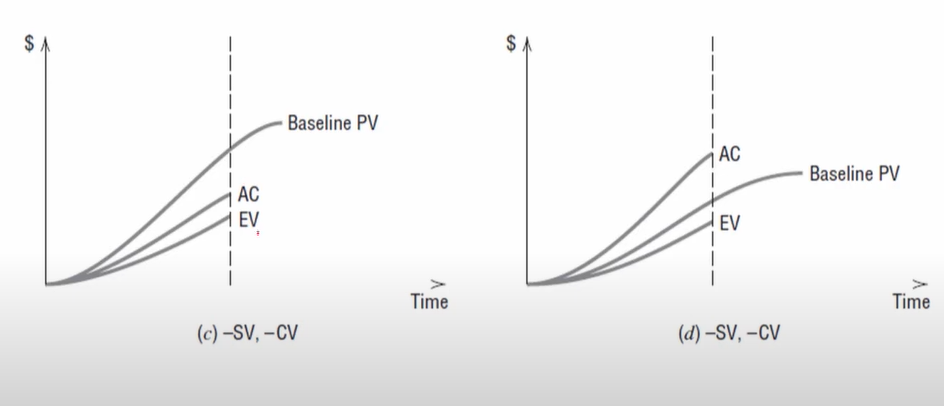 $
Baseline PV
AC
EV
Time
(c) –SV, –CV
$
AC
Baseline PV
EV
Time
(d) –SV, –CV